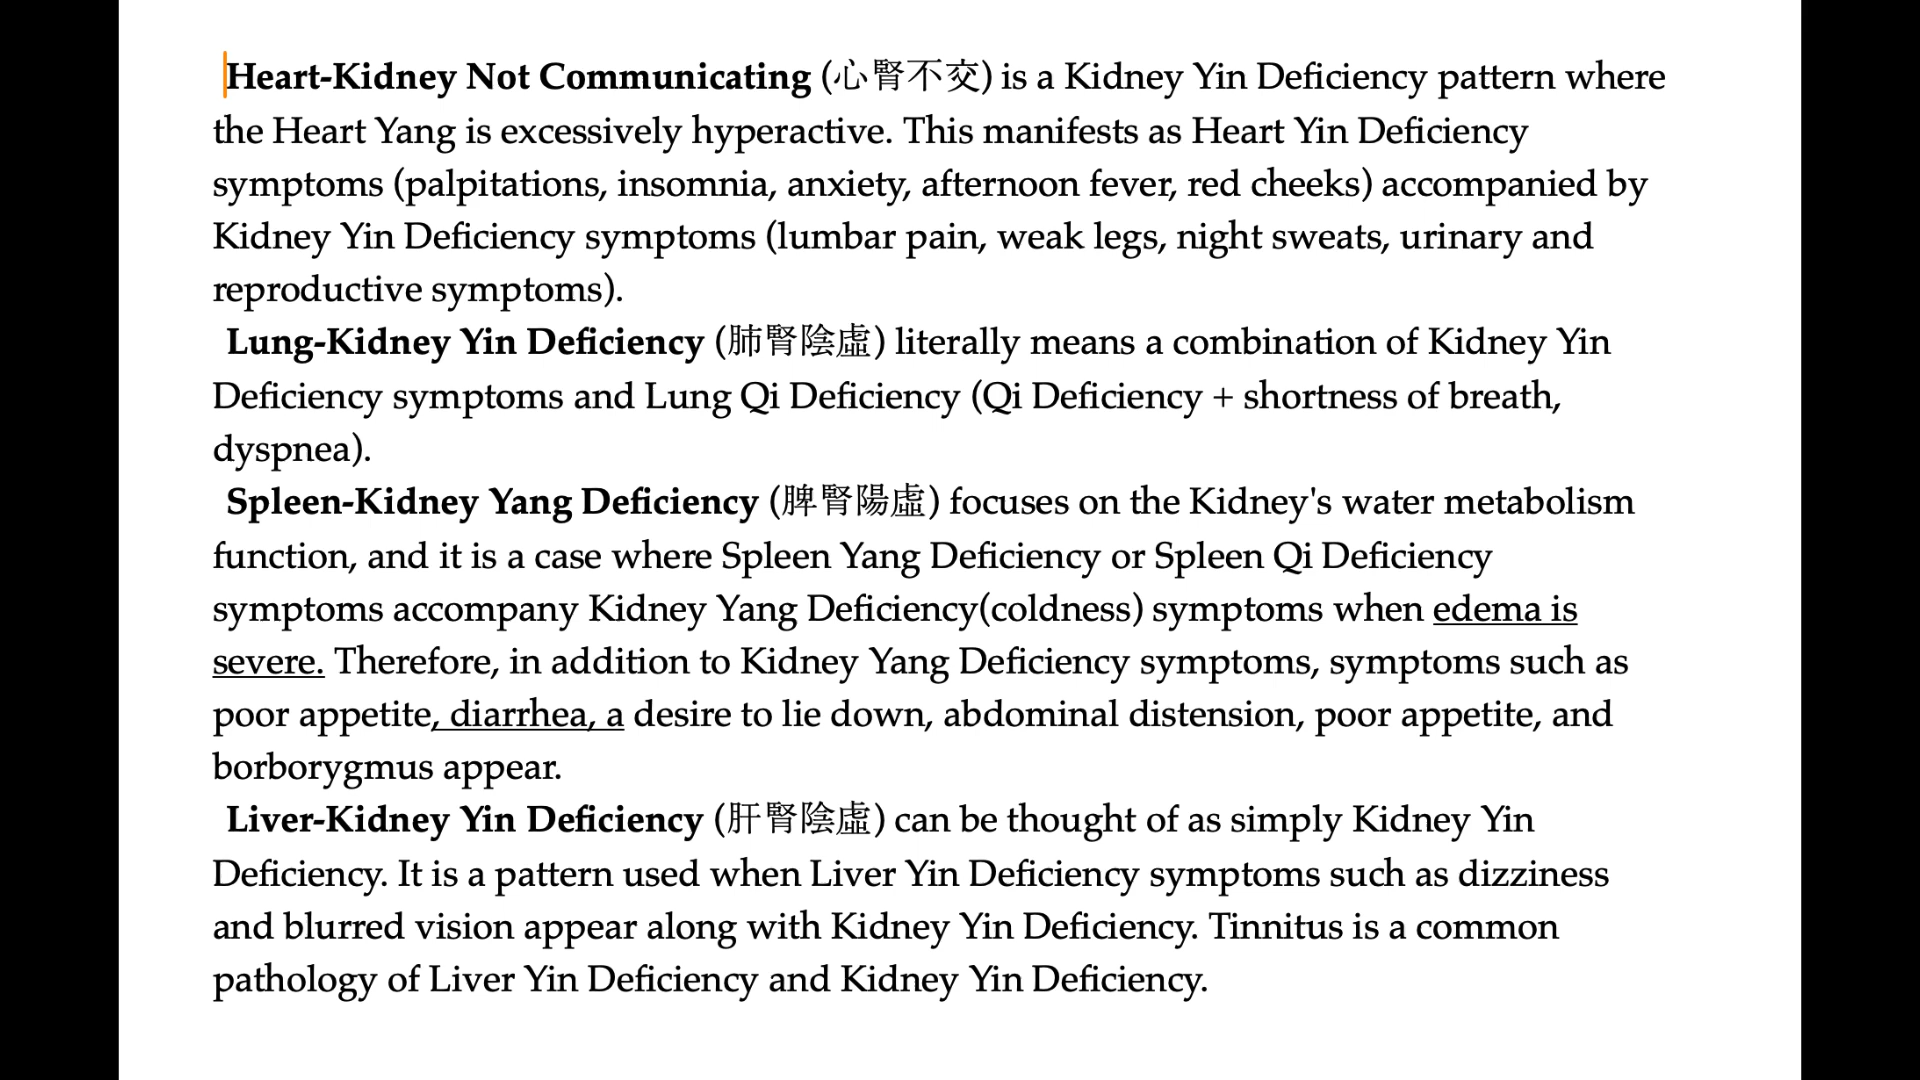 Heart-Kidney Not Communicating (心腎不交) is a Kidney Yin Deficiency pattern where
the Heart Yang is excessively hyperactive. This manifests as Heart Yin Deficiency
symptoms (palpitations, insomnia, anxiety, afternoon fever, red cheeks) accompanied by
Kidney Yin Deficiency symptoms (lumbar pain, weak legs, night sweats, urinary and
reproductive symptoms).
Lung-Kidney Yin Deficiency (肺腎陰虛) literally means a combination of Kidney Yin
Deficiency symptoms and Lung Qi Deficiency (Qi Deficiency + shortness of breath,
dyspnea).
Spleen-Kidney Yang Deficiency (脾腎陽虛) focuses on the Kidney's water metabolism
function, and it is a case where Spleen Yang Deficiency or Spleen Qi Deficiency
symptoms accompany Kidney Yang Deficiency(coldness) symptoms when edema is
severe. Therefore, in addition to Kidney Yang Deficiency symptoms, symptoms such as
poor appetite, diarrhea, a desire to lie down, abdominal distension, poor appetite, and
borborygmus appear.
Liver-Kidney Yin Deficiency (肝腎陰虛) can be thought of as simply Kidney Yin
Deficiency. It is a pattern used when Liver Yin Deficiency symptoms such as dizziness
and blurred vision appear along with Kidney Yin Deficiency. Tinnitus is a common
pathology of Liver Yin Deficiency and Kidney Yin Deficiency.